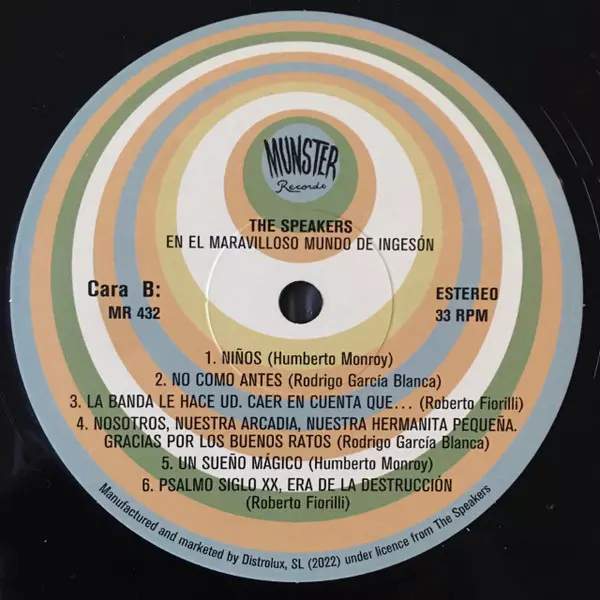 MUNSTER
Records
THE SPEAKERS
EN EL MARAVILLOSO MUNDO DE INGESÓN
Cara B:
MR 432
ESTEREO
33 RPM
1. NIÑOS (Humberto Monroy)
2. NO COMO ANTES (Rodrigo García Blanca)
3. LA BANDA LE HACE UD. CAER EN CUENTA QUE... (Roberto Fiorilli)
4. NOSOTROS, NUESTRA ARCADIA, NUESTRA HERMANITA PEQUEÑA.
GRACIAS POR LOS BUENOS RATOS (Rodrigo García Blanca)
5. UN SUEÑO MÁGICO (Humberto Monroy)
6. PSALMO SIGLO XX, ERA DE LA DESTRUCCIÓN
(Roberto Fiorilli)
Manufactured and marketed by Distrolux, SL (2022) under licence from The Speakers